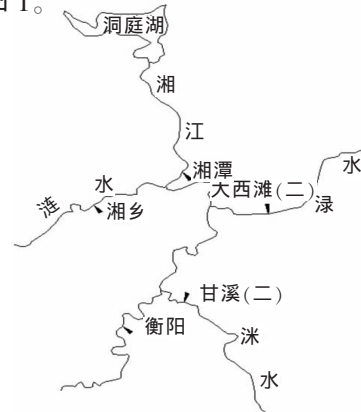 1。
洞庭湖
湘
江
湘潭
水
大西滩(二)
水
涟
湘乡
渌
甘溪(二)
衡阳
洣
水